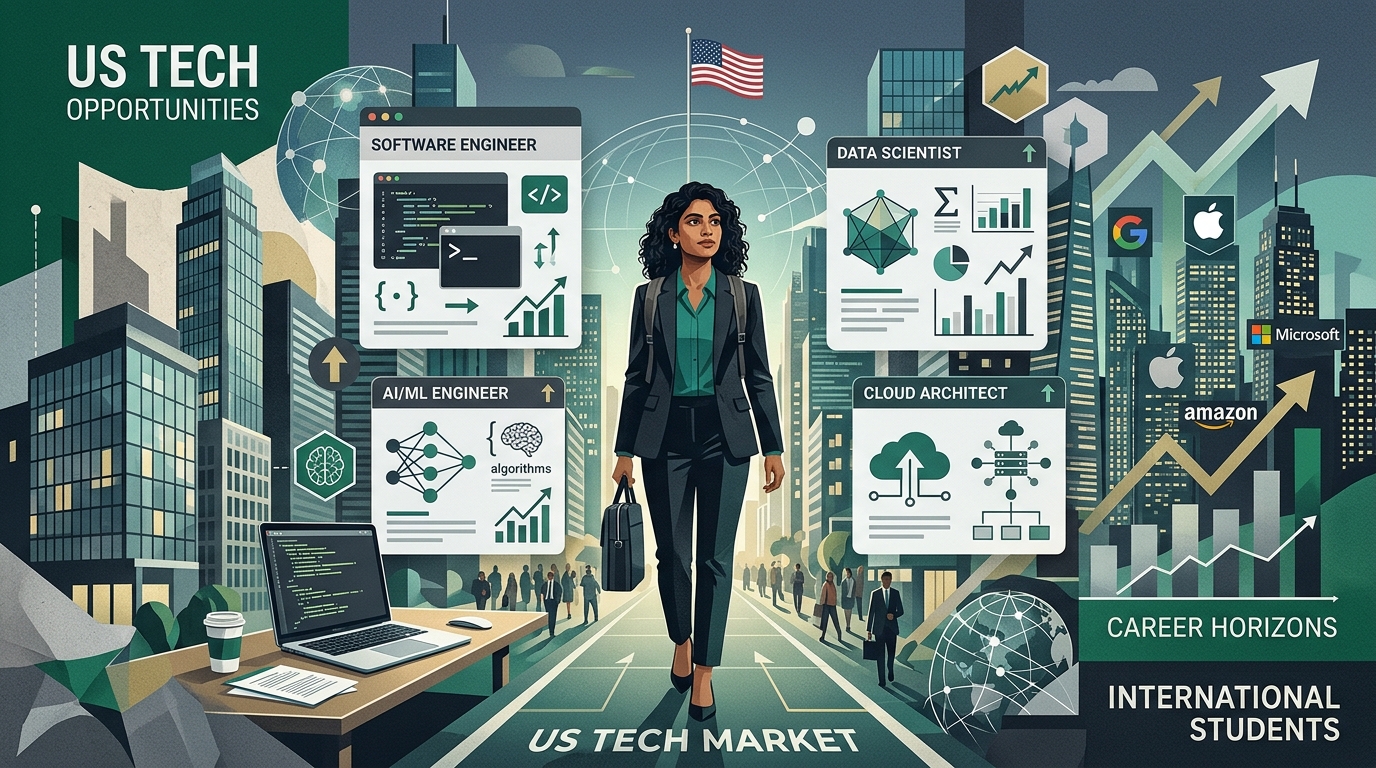 US TECH
OPPORTUNITIES
SOFTWARE ENGINEER
</>
>_
{·}
DATA SCIENTIST
Σ
AI/ML ENGINEER
algorithms
CLOUD ARCHITECT
G
Microsoft
amazon
CAREER HORIZONS
INTERNATIONAL
STUDENTS
US TECH MARKET